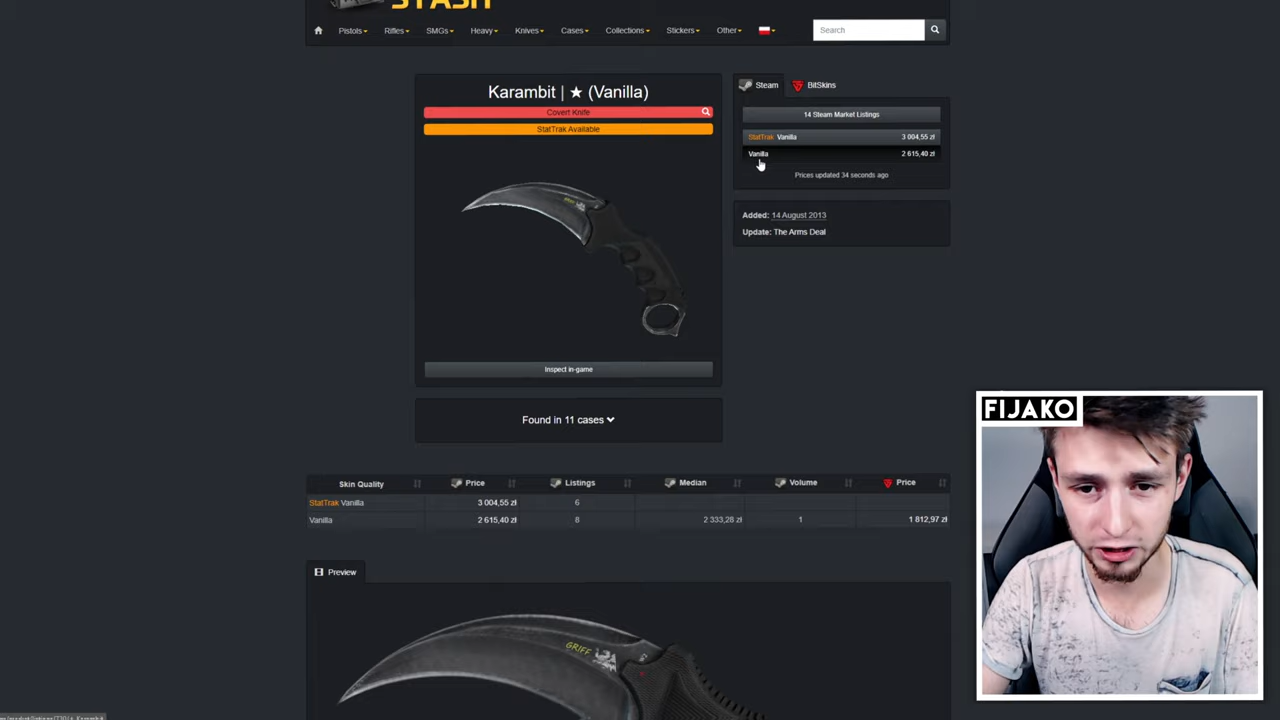 STASH
Pistols Rifles SMGs Heavy Knives Cases Collections Stickers Other Search
Karambit | ★ (Vanilla)
Covert Knife
StatTrak Available
Inspect in-game
Found in 11 cases
Steam BitSkins
14 Steam Market Listings
StatTrak Vanilla 3 004,55 zł
Vanilla 2 615,40 zł
Prices updated 34 seconds ago
Added: 14 August 2013
Update: The Arms Deal
FIJAKO
Skin Quality Price Listings Median Volume Price
StatTrak Vanilla 3 004,55 zł 6
Vanilla 2 615,40 zł 8 2 333,28 zł 1 1 812,97 zł
Preview
GRIFF